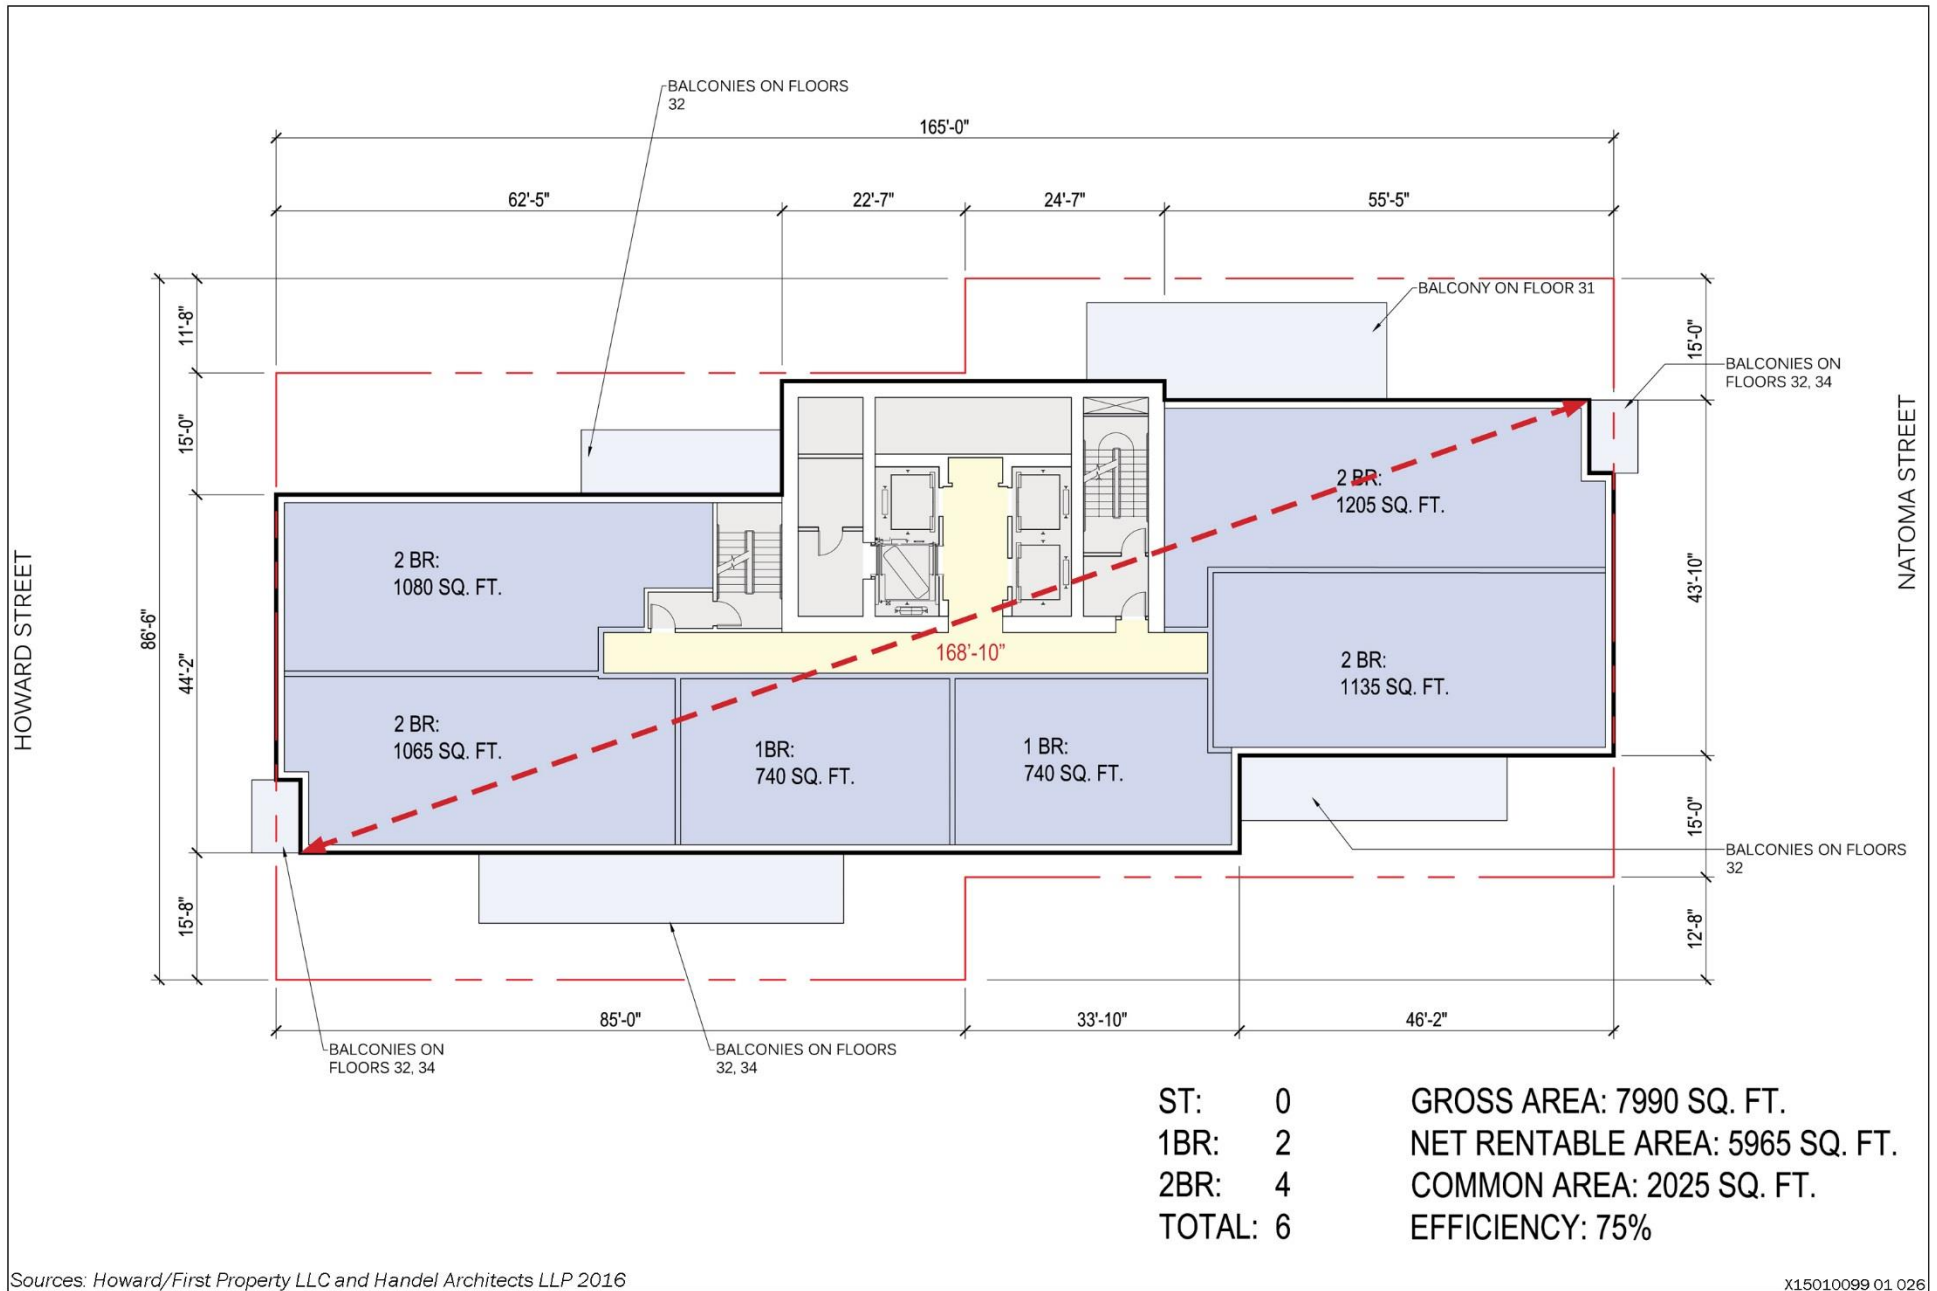 BALCONIES ON FLOORS
32
165'-0"
62'-5"
22'-7"
24'-7"
55'-5"
BALCONY ON FLOOR 31
11'-8"
15'-0"
BALCONIES ON
FLOORS 32, 34
15'-0"
NATOMA STREET
2 BR:
1205 SQ. FT.
2 BR:
1080 SQ. FT.
HOWARD STREET
86'-6"
44'-2"
43'-10"
168'-10"
2 BR:
1135 SQ. FT.
2 BR:
1065 SQ. FT.
1BR:
740 SQ. FT.
1 BR:
740 SQ. FT.
15'-0"
BALCONIES ON FLOORS
32
15'-8"
12'-8"
85'-0"
33'-10"
46'-2"
BALCONIES ON
FLOORS 32, 34
BALCONIES ON FLOORS
32, 34
ST: 0
1BR: 2
2BR: 4
TOTAL: 6
GROSS AREA: 7990 SQ. FT.
NET RENTABLE AREA: 5965 SQ. FT.
COMMON AREA: 2025 SQ. FT.
EFFICIENCY: 75%
Sources: Howard/First Property LLC and Handel Architects LLP 2016
X15010099 01 026